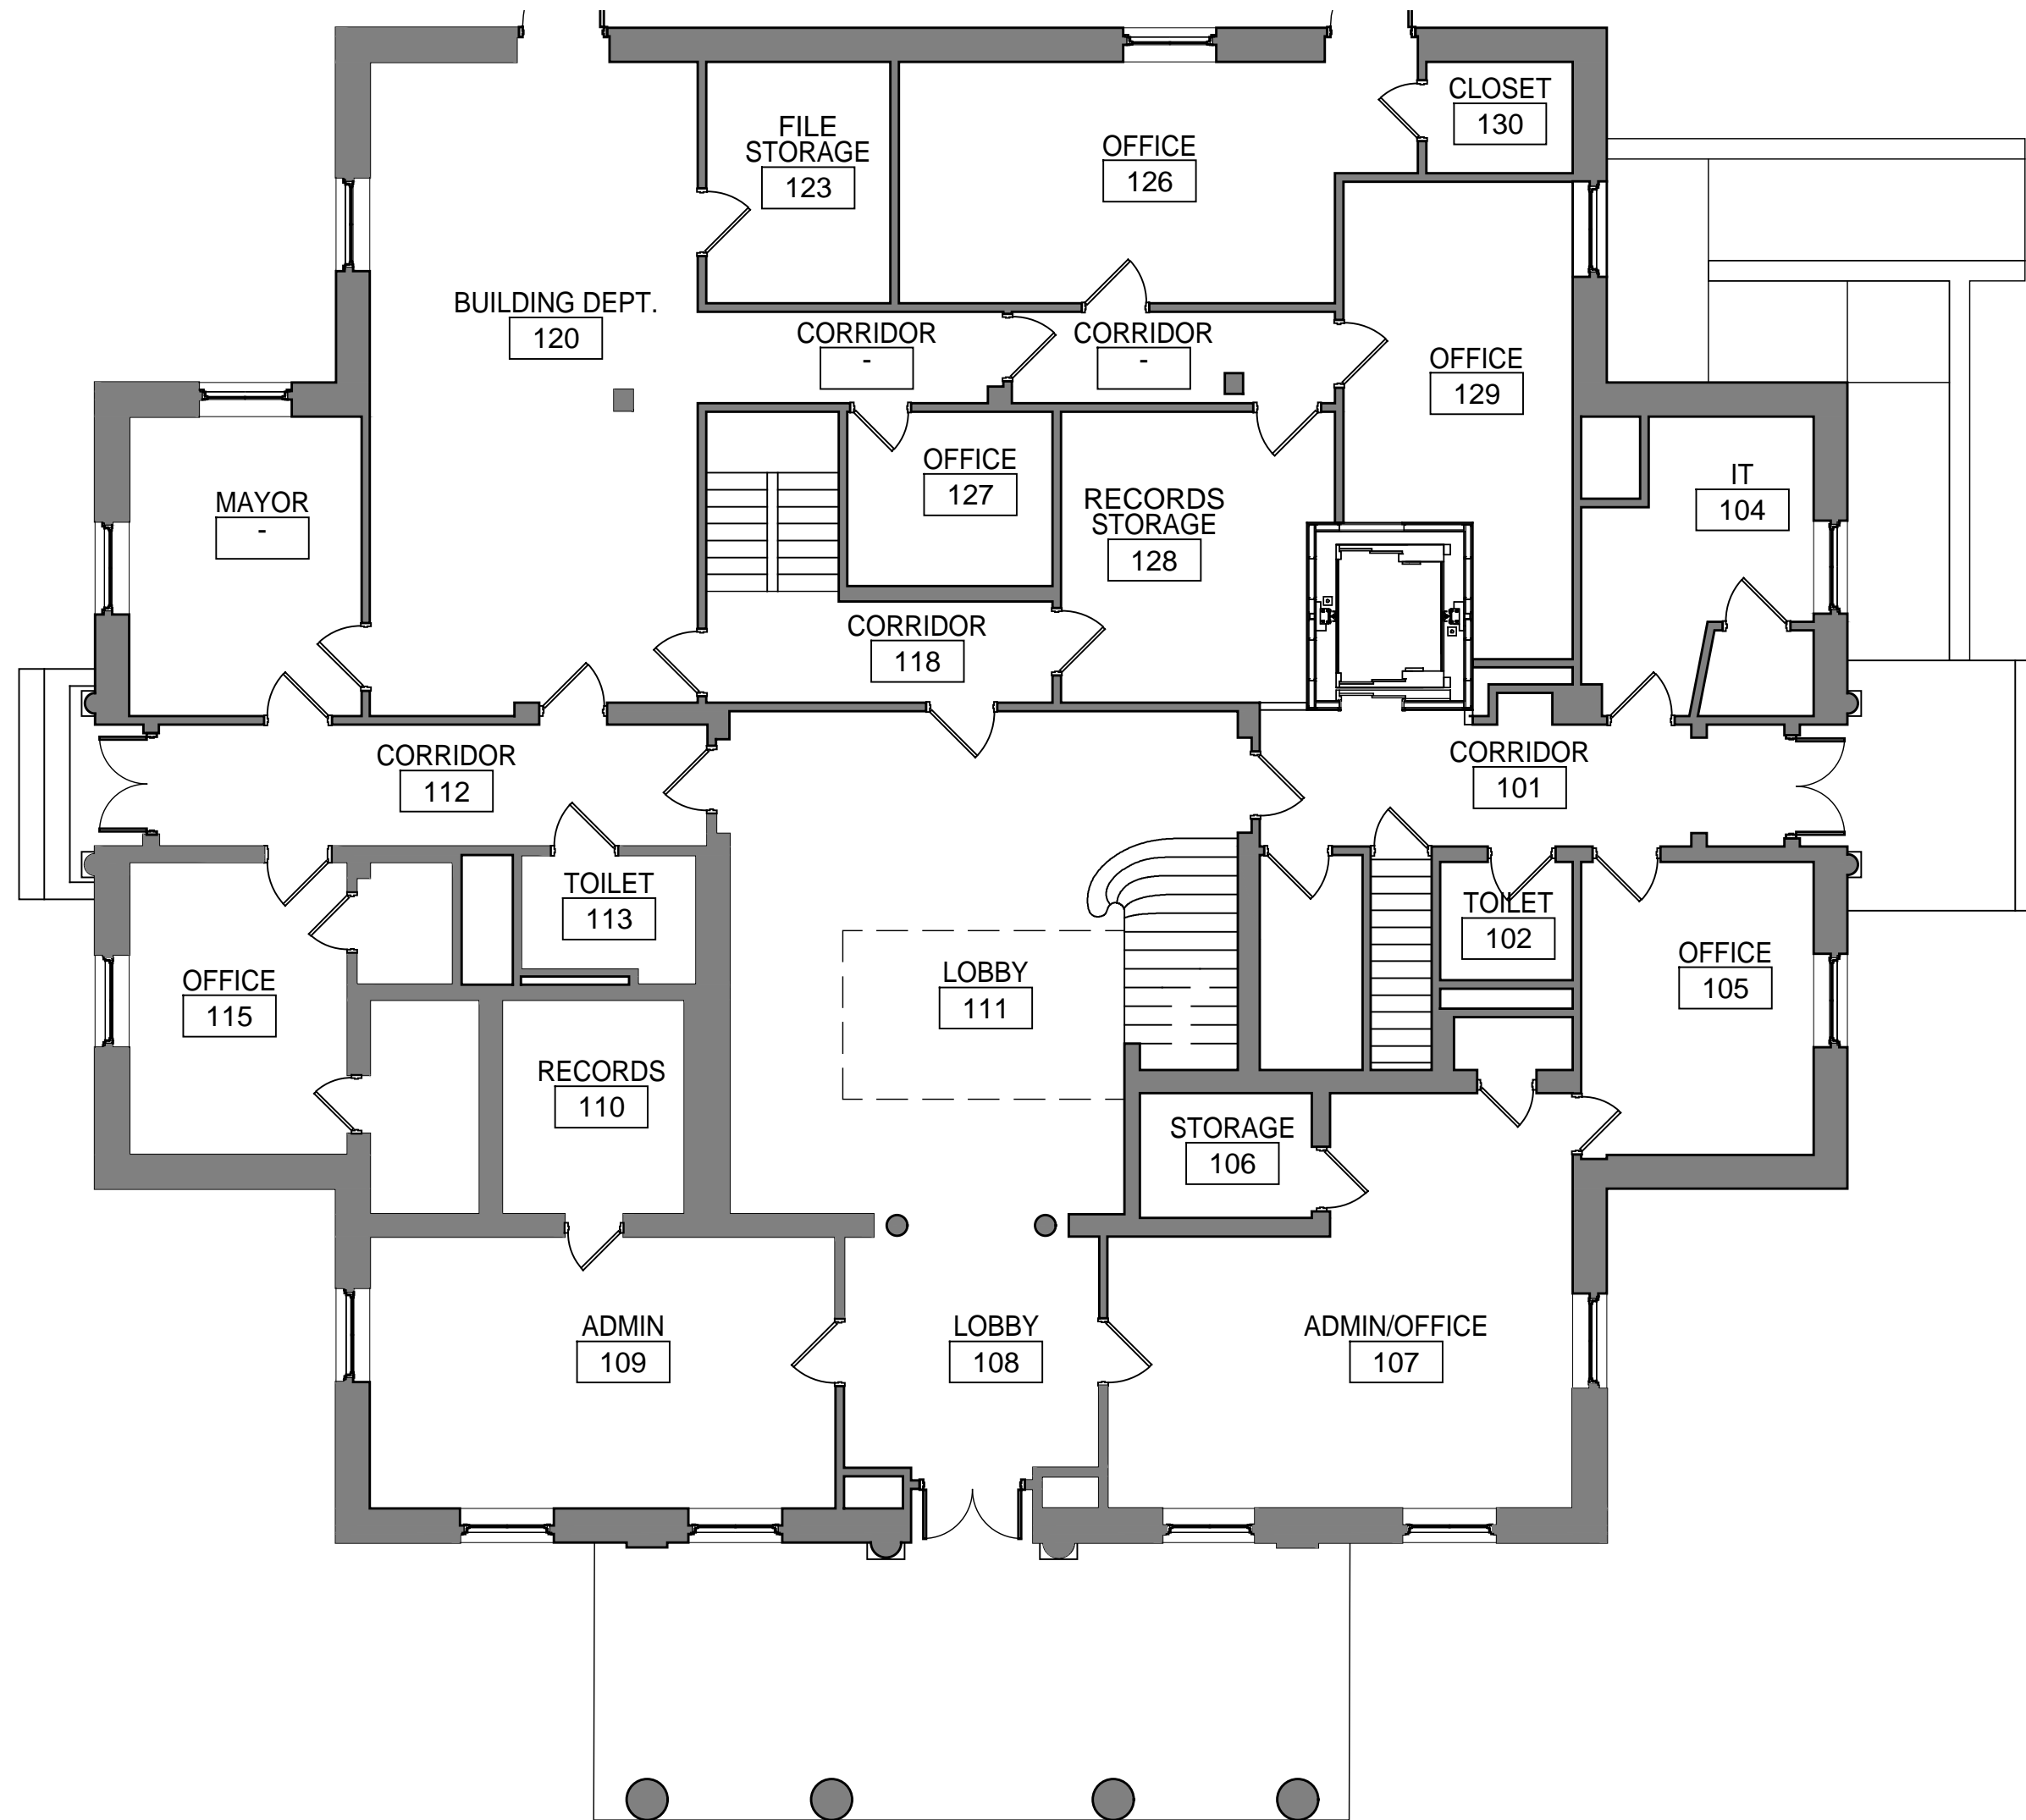 CLOSET
130
FILE
STORAGE
123
OFFICE
126
BUILDING DEPT.
120
CORRIDOR
-
CORRIDOR
-
OFFICE
129
MAYOR
-
OFFICE
127
RECORDS
STORAGE
128
IT
104
CORRIDOR
118
CORRIDOR
112
CORRIDOR
101
TOILET
113
TOILET
102
OFFICE
115
LOBBY
111
OFFICE
105
RECORDS
110
STORAGE
106
ADMIN
109
LOBBY
108
ADMIN/OFFICE
107